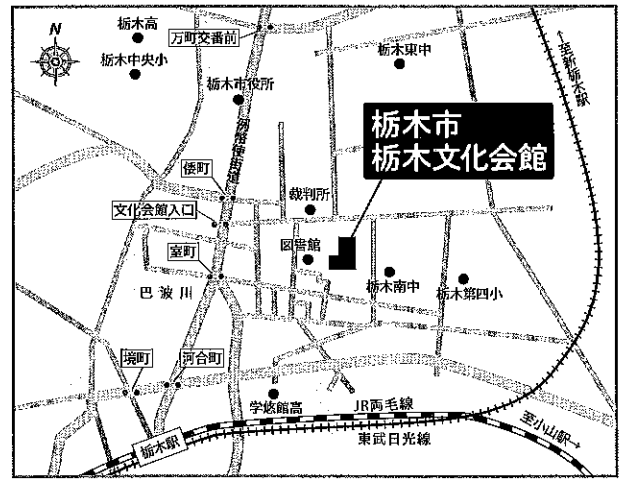 N
栃木高
栃木中央小
万町交番前
栃木東中
←至新栃木駅
栃木市役所
例幣使街道
栃木市
栃木文化会館
倭町
裁判所
文化会館入口
図書館
室町
巴波川
栃木南中
栃木第四小
境町
河合町
学悠館高
JR両毛線
至小山駅→
栃木駅
東武日光線